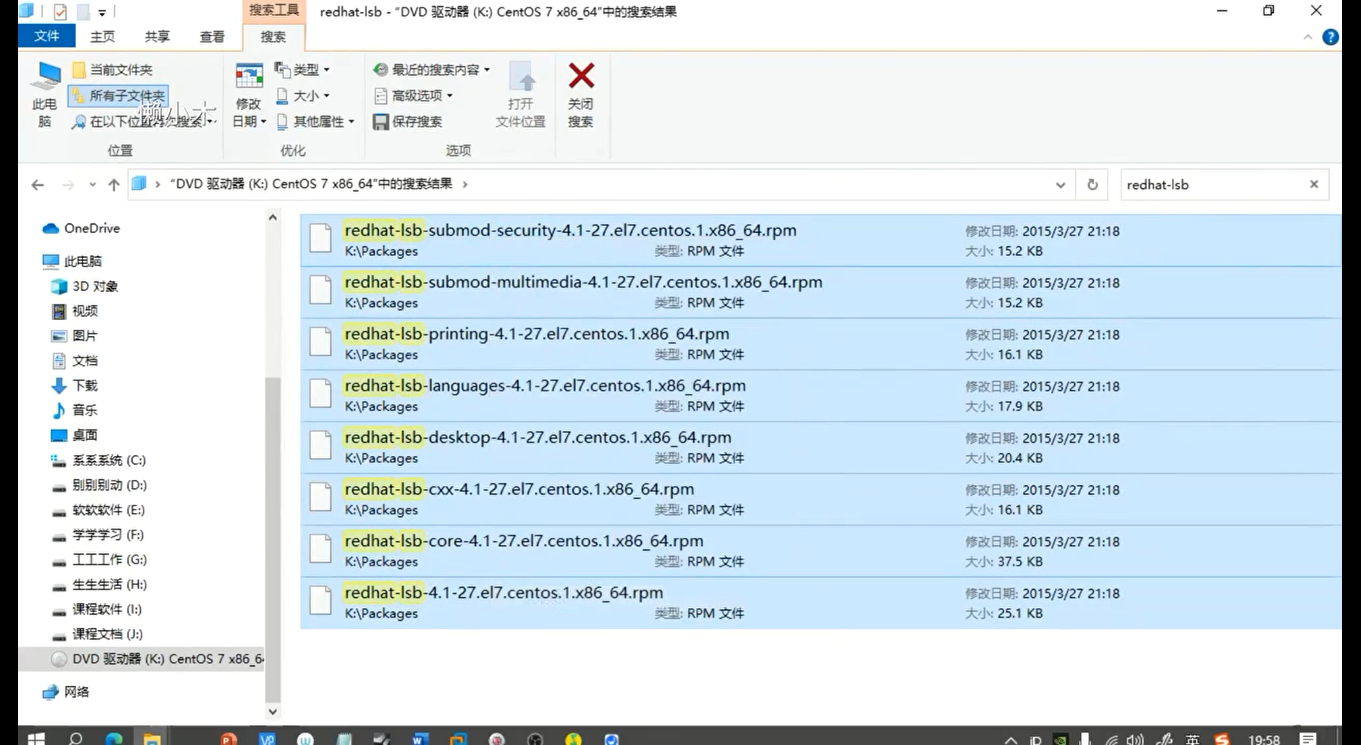 搜索工具
redhat-lsb - "DVD 驱动器 (K:) CentOS 7 x86_64"中的搜索结果
文件
主页
共享
查看
搜索
此电脑
当前文件夹
所有子文件夹
在以下位置再次搜索
位置
修改日期
类型
大小
其他属性
优化
最近的搜索内容
高级选项
保存搜索
选项
打开文件位置
关闭搜索
"DVD 驱动器 (K:) CentOS 7 x86_64"中的搜索结果
redhat-lsb
OneDrive
此电脑
3D 对象
视频
图片
文档
下载
音乐
桌面
系系系统 (C:)
别别别动 (D:)
软软软件 (E:)
学学学习 (F:)
工工工作 (G:)
生生生活 (H:)
课程软件 (I:)
课程文档 (J:)
DVD 驱动器 (K:) CentOS 7 x86_64
网络
redhat-lsb-submod-security-4.1-27.el7.centos.1.x86_64.rpm
修改日期: 2015/3/27 21:18
K:\Packages 类型: RPM 文件 大小: 15.2 KB
redhat-lsb-submod-multimedia-4.1-27.el7.centos.1.x86_64.rpm
修改日期: 2015/3/27 21:18
K:\Packages 类型: RPM 文件 大小: 15.2 KB
redhat-lsb-printing-4.1-27.el7.centos.1.x86_64.rpm
修改日期: 2015/3/27 21:18
K:\Packages 类型: RPM 文件 大小: 16.1 KB
redhat-lsb-languages-4.1-27.el7.centos.1.x86_64.rpm
修改日期: 2015/3/27 21:18
K:\Packages 类型: RPM 文件 大小: 17.9 KB
redhat-lsb-desktop-4.1-27.el7.centos.1.x86_64.rpm
修改日期: 2015/3/27 21:18
K:\Packages 类型: RPM 文件 大小: 20.4 KB
redhat-lsb-cxx-4.1-27.el7.centos.1.x86_64.rpm
修改日期: 2015/3/27 21:18
K:\Packages 类型: RPM 文件 大小: 16.1 KB
redhat-lsb-core-4.1-27.el7.centos.1.x86_64.rpm
修改日期: 2015/3/27 21:18
K:\Packages 类型: RPM 文件 大小: 37.5 KB
redhat-lsb-4.1-27.el7.centos.1.x86_64.rpm
修改日期: 2015/3/27 21:18
K:\Packages 类型: RPM 文件 大小: 25.1 KB
英
19:58